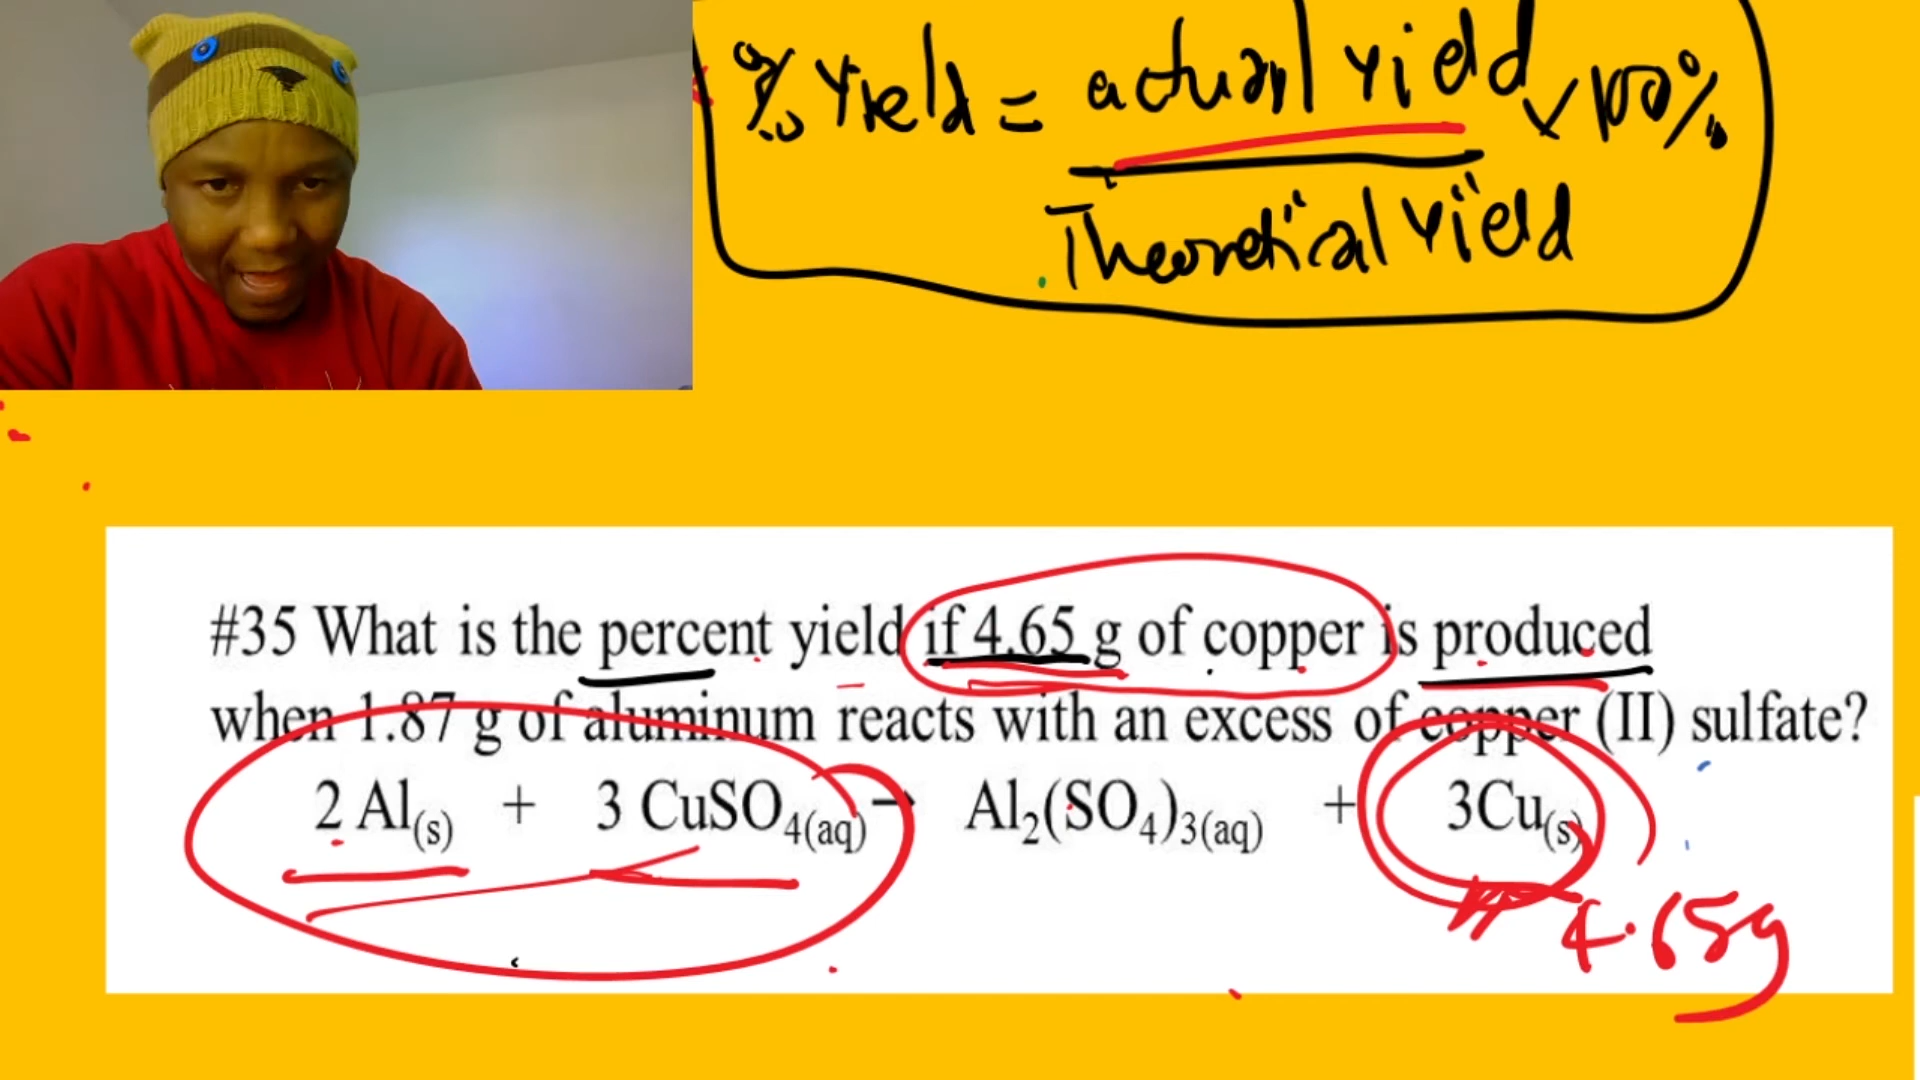 % Yield = actual yield × 100%
Theoretical yield
#35 What is the percent yield if 4.65 g of copper is produced
when 1.87 g of aluminum reacts with an excess of copper (II) sulfate?
2 Al(s) + 3 CuSO4(aq) → Al2(SO4)3(aq) + 3Cu(s)
4.65g